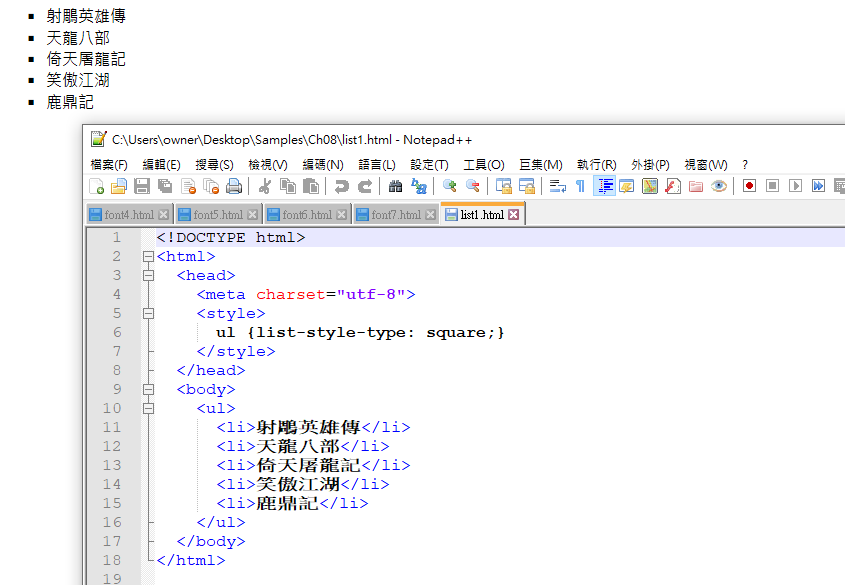 射鵰英雄傳
天龍八部
倚天屠龍記
笑傲江湖
鹿鼎記
C:\Users\owner\Desktop\Samples\Ch08\list1.html - Notepad++
檔案(F) 編輯(E) 搜尋(S) 檢視(V) 編碼(N) 語言(L) 設定(T) 工具(O) 巨集(M) 執行(R) 外掛(P) 視窗(W) ?
font4.html font5.html font6.html font7.html list1.html
1 <!DOCTYPE html>
2 <html>
3 <head>
4 <meta charset="utf-8">
5 <style>
6 ul {list-style-type: square;}
7 </style>
8 </head>
9 <body>
10 <ul>
11 <li>射鵰英雄傳</li>
12 <li>天龍八部</li>
13 <li>倚天屠龍記</li>
14 <li>笑傲江湖</li>
15 <li>鹿鼎記</li>
16 </ul>
17 </body>
18 </html>
19